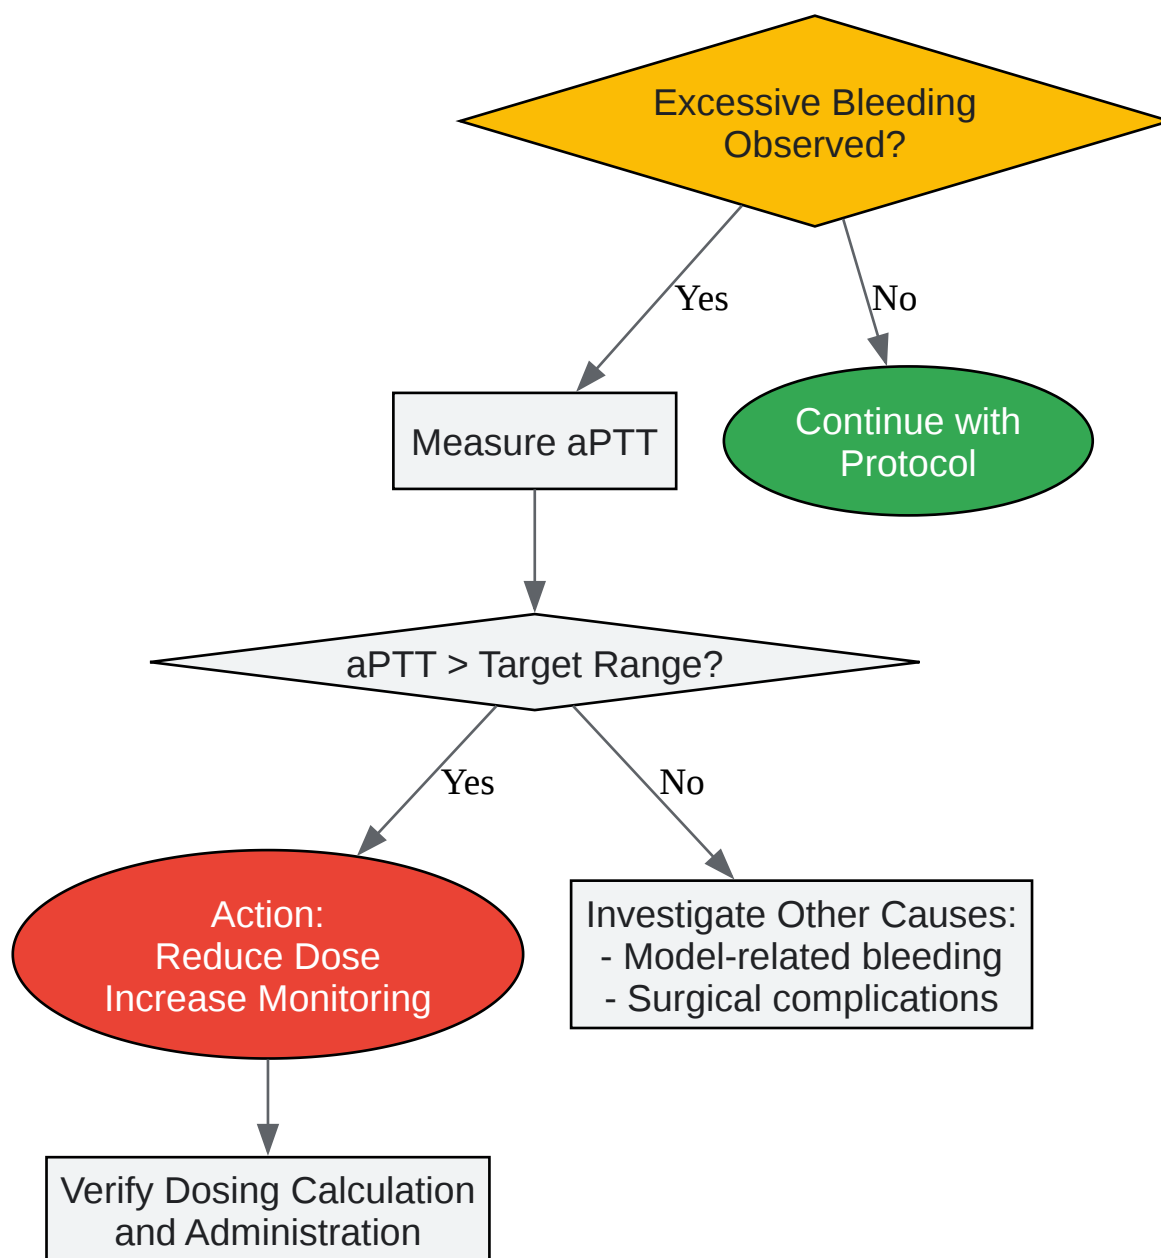 Excessive Bleeding
Observed?
Yes
No
Measure aPTT
Continue with
Protocol
aPTT > Target Range?
Yes
No
Action:
Reduce Dose
Increase Monitoring
Investigate Other Causes:
- Model-related bleeding
- Surgical complications
Verify Dosing Calculation
and Administration